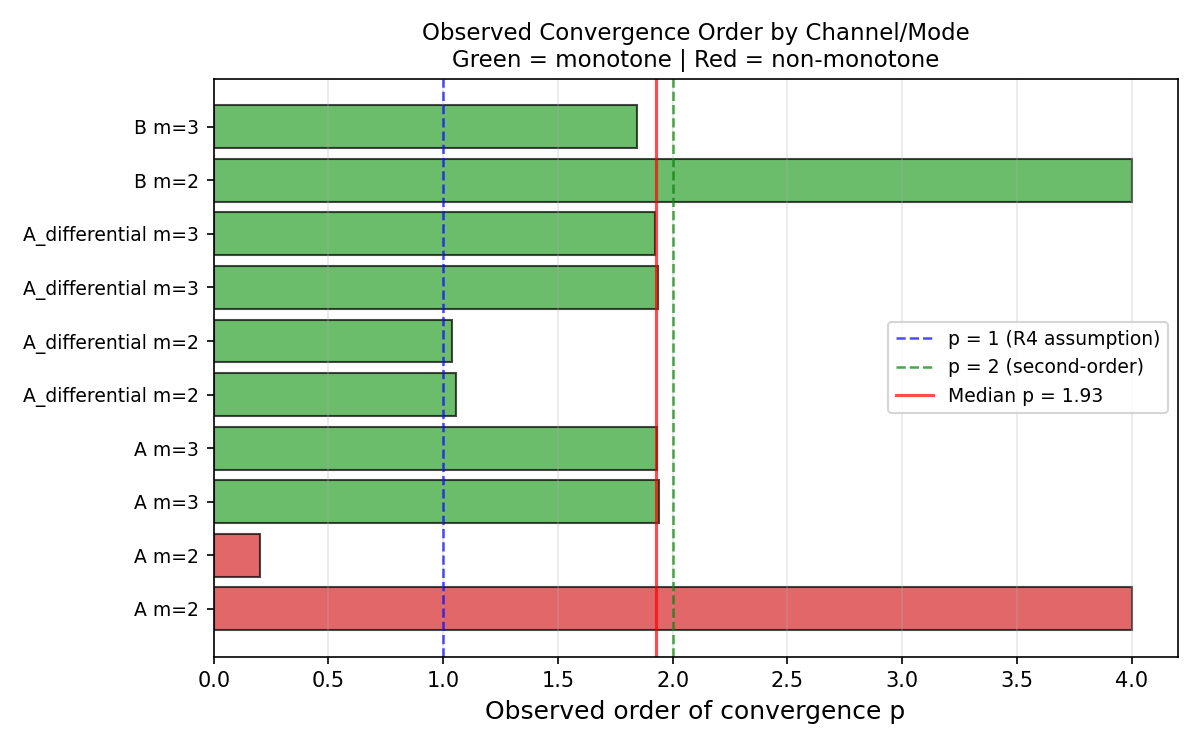 Observed Convergence Order by Channel/Mode
Green = monotone | Red = non-monotone
B m=3
B m=2
A_differential m=3
A_differential m=3
A_differential m=2
A_differential m=2
A m=3
A m=3
A m=2
A m=2
p = 1 (R4 assumption)
p = 2 (second-order)
Median p = 1.93
0.0 0.5 1.0 1.5 2.0 2.5 3.0 3.5 4.0
Observed order of convergence p